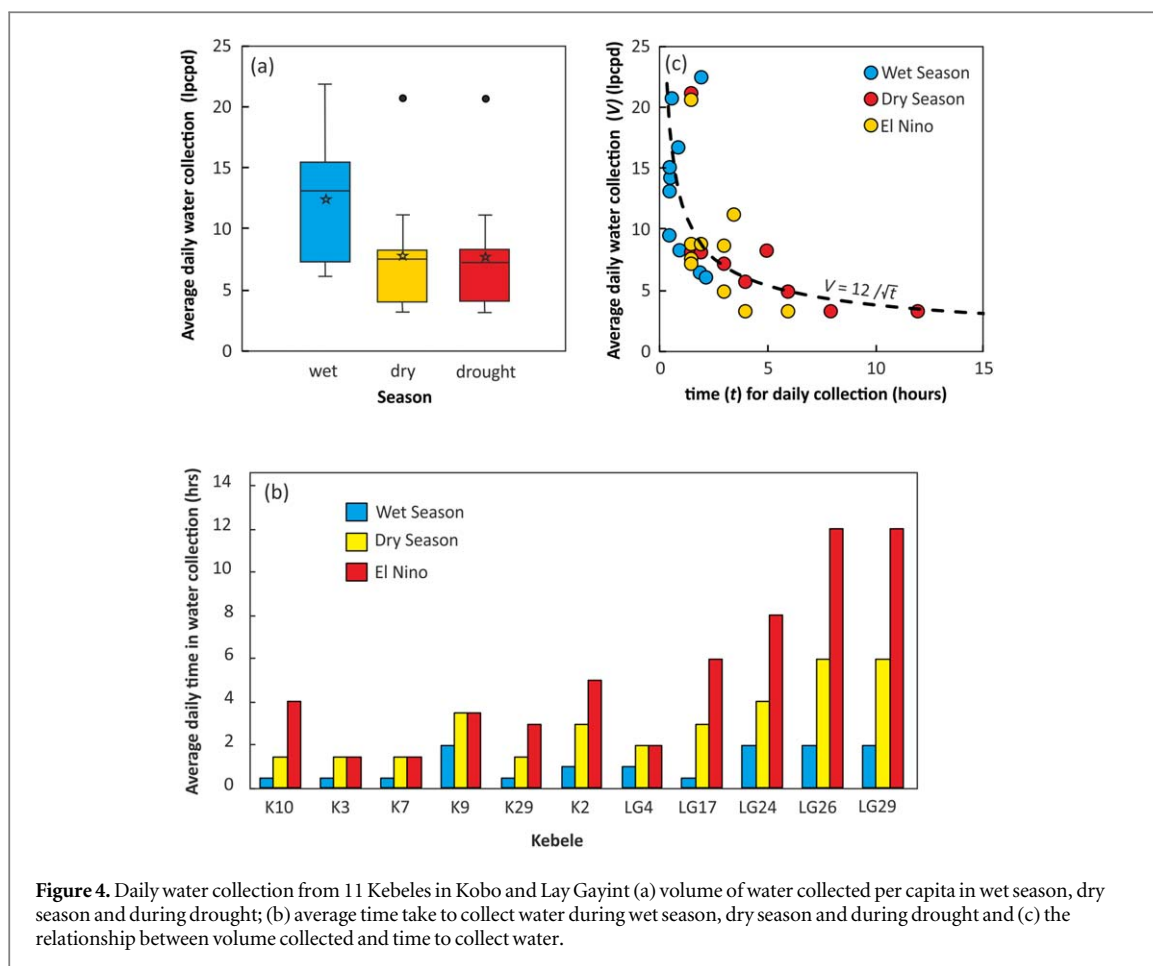 Average daily water collection (lpcpd)
25
20
15
10
5
0
(a)
wet
dry
drought
Season
Average daily water collection (V) (lpcpd)
25
20
15
10
5
0
(c)
Wet Season
Dry Season
El Nino
V = 12 /√t
0
5
10
15
time (t) for daily collection (hours)
Average daily time in water collection (hrs)
14
12
10
8
6
4
2
0
(b)
Wet Season
Dry Season
El Nino
K10
K3
K7
K9
K29
K2
LG4
LG17
LG24
LG26
LG29
Kebele
Figure 4. Daily water collection from 11 Kebeles in Kobo and Lay Gayint (a) volume of water collected per capita in wet season, dry
season and during drought; (b) average time take to collect water during wet season, dry season and during drought and (c) the
relationship between volume collected and time to collect water.